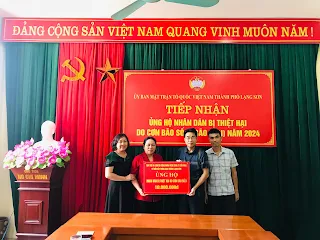 ĐẢNG CỘNG SẢN VIỆT NAM QUANG VINH MUÔN NĂM!
ỦY BAN MẶT TRẬN TỔ QUỐC VIỆT NAM THÀNH PHỐ LẠNG SƠN
TIẾP NHẬN
ỦNG HỘ NHÂN DÂN BỊ THIỆT HẠI
DO CƠN BÃO SỐ NĂM 2024
ỦNG HỘ